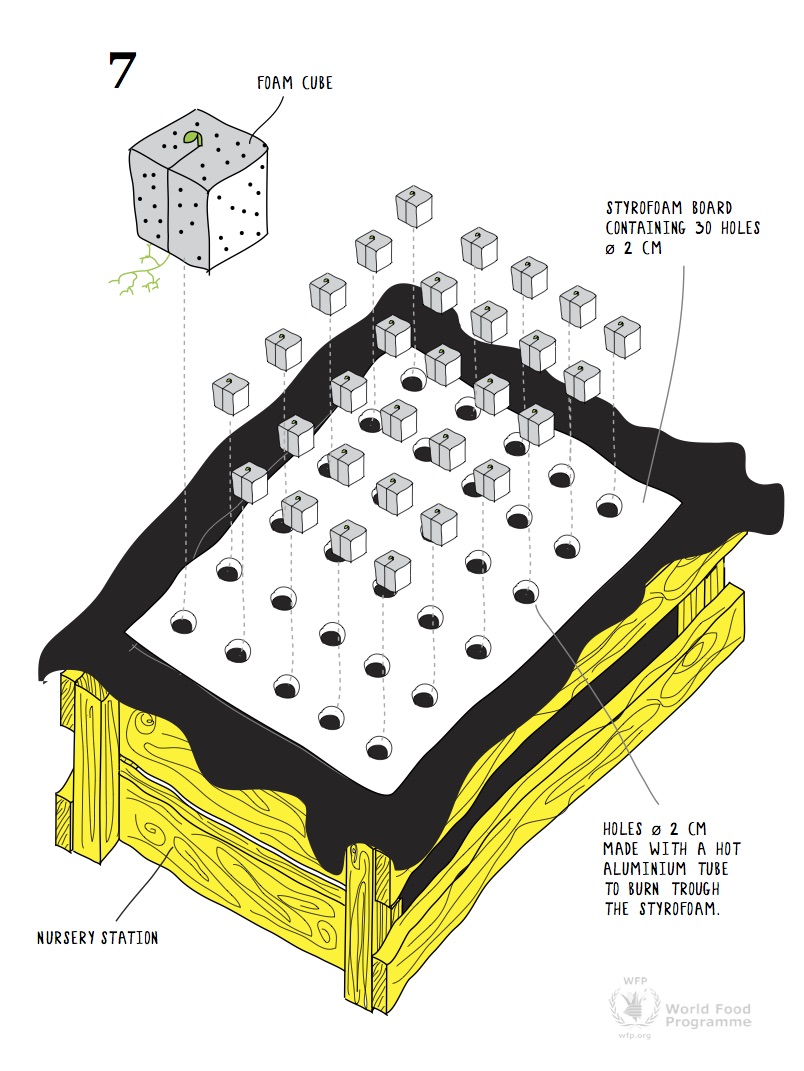 7
FOAM CUBE
STYROFOAM BOARD
CONTAINING 30 HOLES
ø 2 CM
HOLES ø 2 CM
MADE WITH A HOT
ALUMINIUM TUBE
TO BURN TROUGH
THE STYROFOAM.
NURSERY STATION
WFP
World Food
Programme
wfp.org